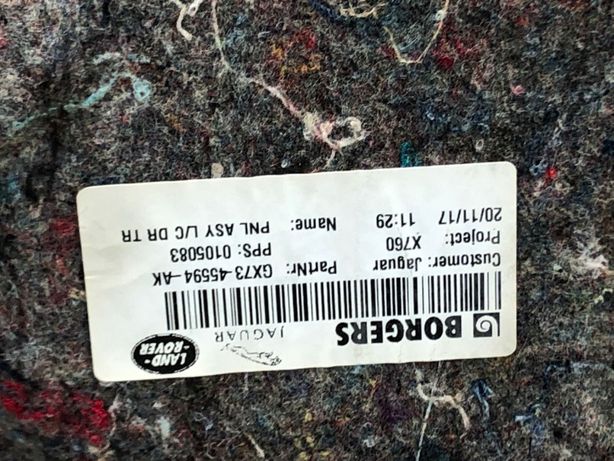 BORGERS
JAGUAR
LAND-
-ROVER
Customer: Jaguar PartNr: GX73-45594-AK
Project: X760 PPS: 0105083
20/11/17 11:29 Name: PNL ASY L/C DR TR